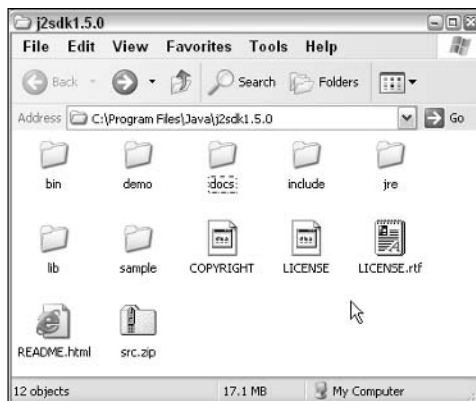 j2sdk1.5.0
File Edit View Favorites Tools Help
Back Search Folders
Address C:\Program Files\Java\j2sdk1.5.0 Go
bin demo docs include jre
lib sample COPYRIGHT LICENSE LICENSE.rtf
README.html src.zip
12 objects 17.1 MB My Computer